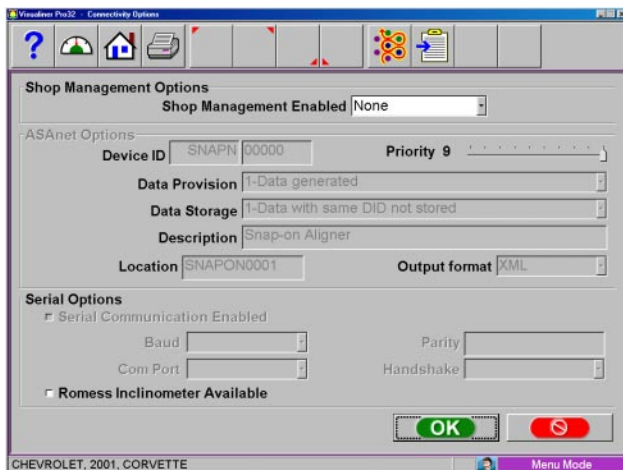 Visualiner Pro32 - Connectivity Options
Shop Management Options
Shop Management Enabled None
ASAnet Options
Device ID SNAPN 00000 Priority 9
Data Provision 1-Data generated
Data Storage 1-Data with same DID not stored
Description Snap-on Aligner
Location SNAPON0001 Output format XML
Serial Options
Serial Communication Enabled
Baud Parity
Com Port Handshake
Romess Inclinometer Available
OK
CHEVROLET, 2001, CORVETTE Menu Mode